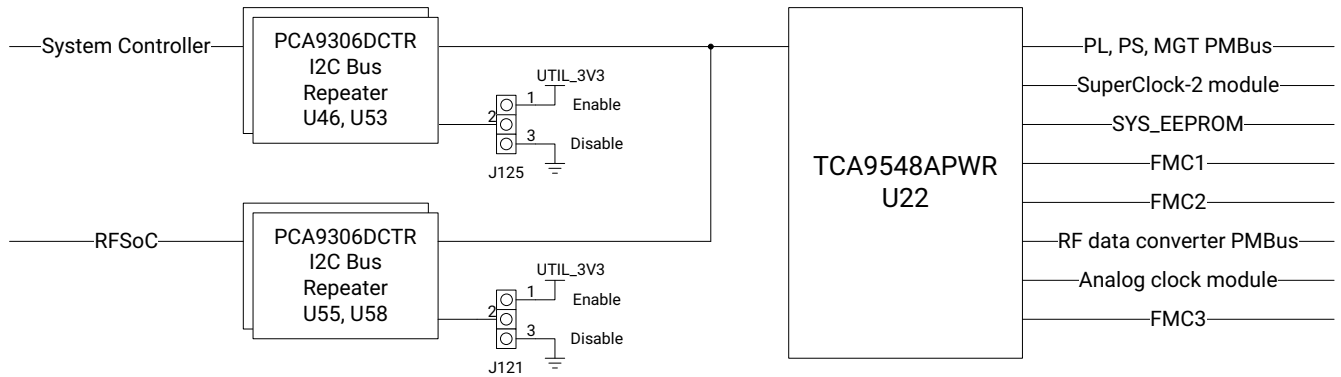 System Controller
PCA9306DCTR
I2C Bus
Repeater
U46, U53
UTIL_3V3
1
Enable
2
3
Disable
J125
RFSoC
PCA9306DCTR
I2C Bus
Repeater
U55, U58
UTIL_3V3
1
Enable
2
3
Disable
J121
TCA9548APWR
U22
PL, PS, MGT PMBus
SuperClock-2 module
SYS_EEPROM
FMC1
FMC2
RF data converter PMBus
Analog clock module
FMC3